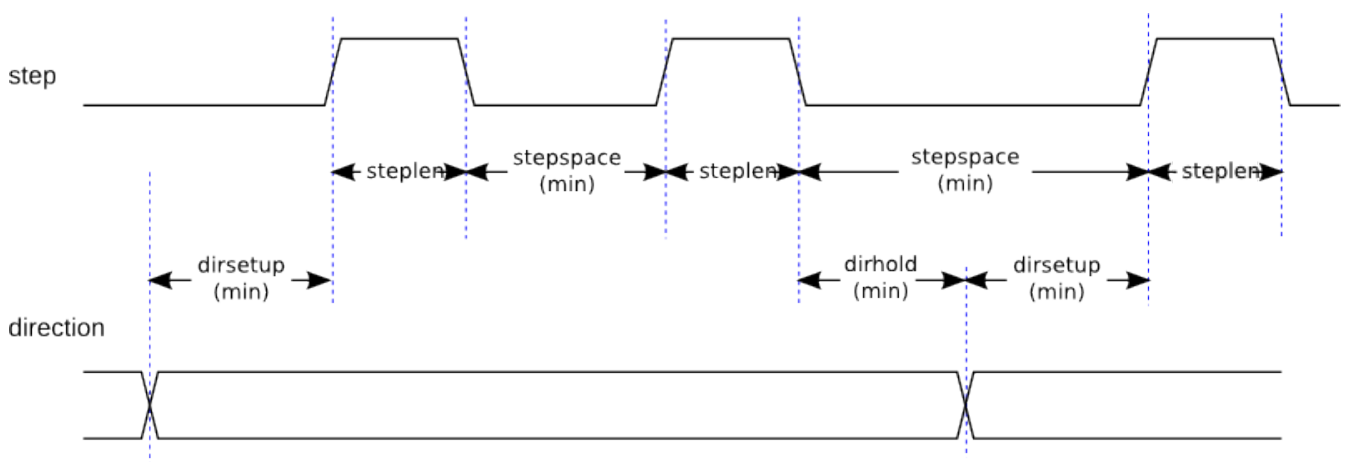 step
steplen
stepspace
(min)
steplen
stepspace
(min)
steplen
dirsetup
(min)
dirhold
(min)
dirsetup
(min)
direction